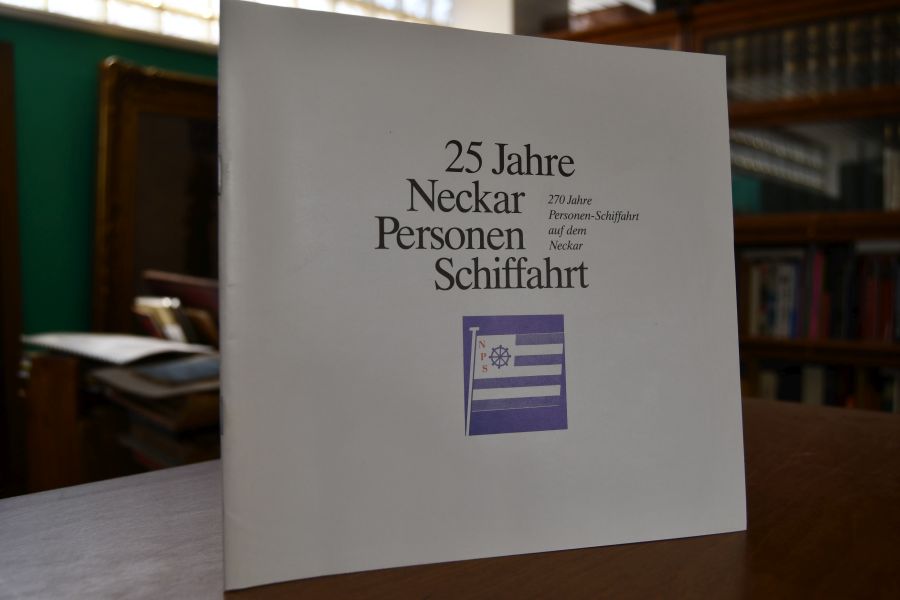 25 Jahre
Neckar
Personen
Schiffahrt
270 Jahre
Personen-Schiffahrt
auf dem
Neckar
N
P
S